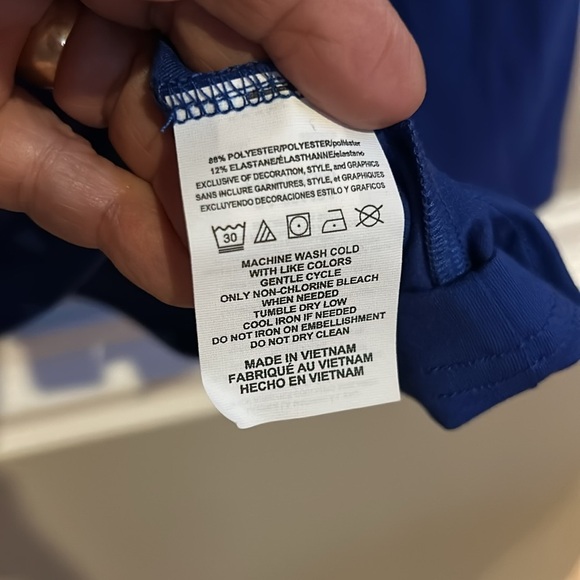 88% POLYESTER/POLYESTER/poliéster
12% ELASTANE/ÉLASTHANNE/elastano
EXCLUSIVE OF DECORATION, STYLE, and GRAPHICS
SANS INCLURE GARNITURES, STYLE, et GRAPHIQUES
EXCLUYENDO DECORACIONES ESTILO Y GRAFICOS
30
MACHINE WASH COLD
WITH LIKE COLORS
GENTLE CYCLE
ONLY NON-CHLORINE BLEACH
WHEN NEEDED
TUMBLE DRY LOW
COOL IRON IF NEEDED
DO NOT IRON ON EMBELLISHMENT
DO NOT DRY CLEAN
MADE IN VIETNAM
FABRIQUÉ AU VIETNAM
HECHO EN VIETNAM